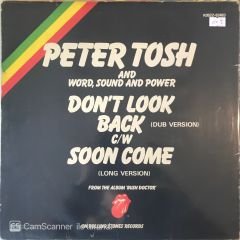 PETER TOSH
AND
WORD, SOUND AND POWER
DON'T LOOK
BACK (DUB VERSION)
C/W
SOON COME
(LONG VERSION)
FROM THE ALBUM 'BUSH DOCTOR'
ROLLING STONES RECORDS
CS CamScanner